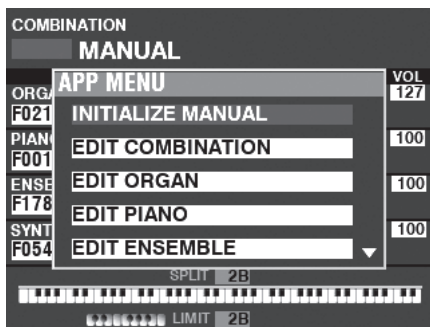 COMBINATION
MANUAL
APP MENU
VOL
ORGA
127
F021
INITIALIZE MANUAL
PIAN
100
F001
EDIT COMBINATION
ENSE
EDIT ORGAN
100
F178
EDIT PIANO
SYNT
100
F054
EDIT ENSEMBLE
SPLIT 2B
LIMIT 2B